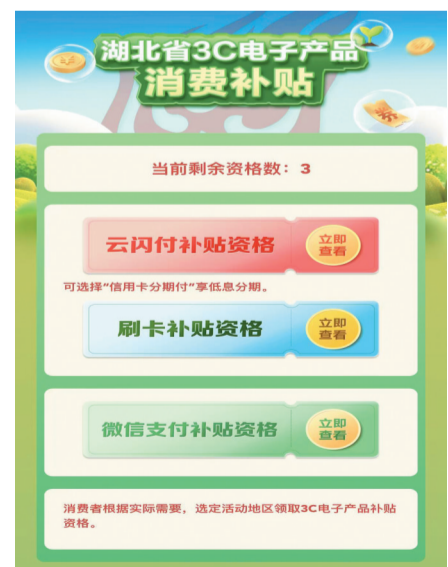 湖北省3C电子产品
消费补贴
当前剩余资格数：3
云闪付补贴资格
立即
查看
可选择“信用卡分期付”享低息分期。
刷卡补贴资格
立即
查看
微信支付补贴资格
立即
查看
消费者根据实际需要，选定活动地区领取3C电子产品补贴
资格。